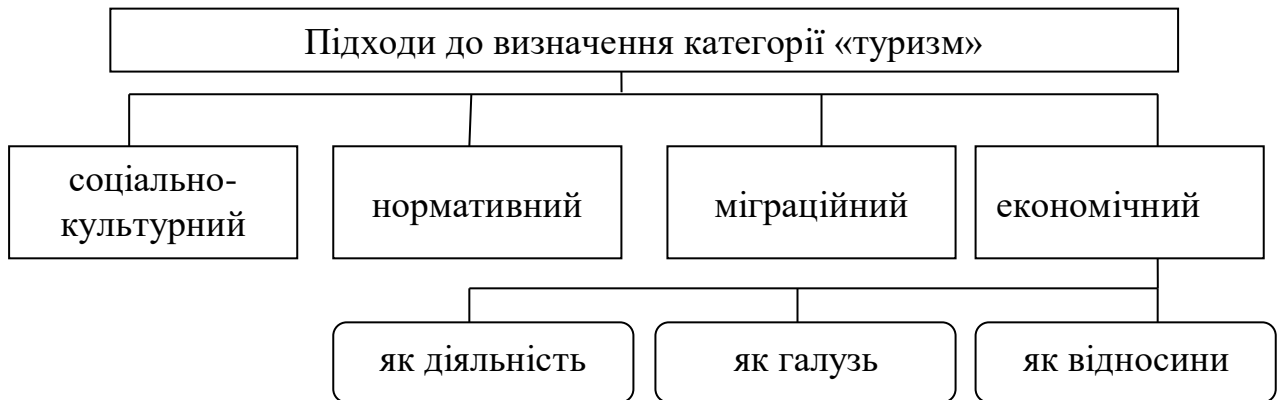 Підходи до визначення категорії «туризм»
соціально-
культурний
нормативний
міграційний
економічний
як діяльність
як галузь
як відносини